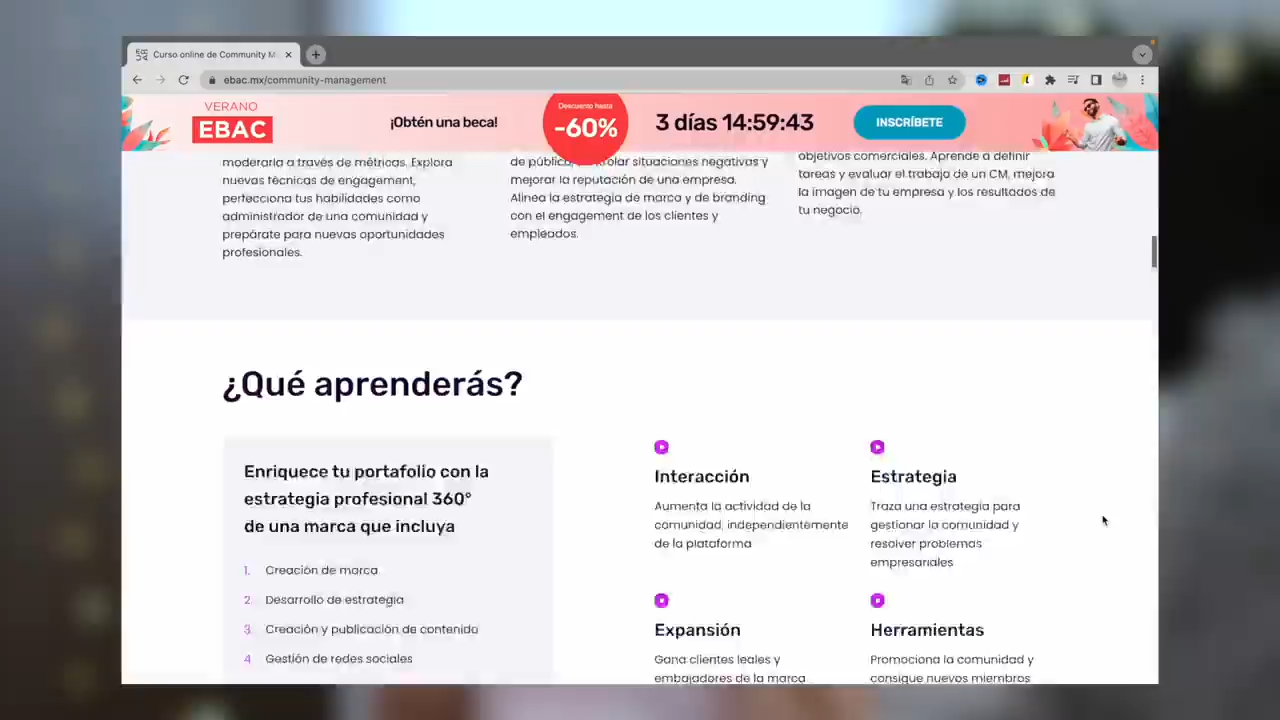 Curso online de Community M
ebac.mx/community-management
VERANO
EBAC
¡Obtén una beca!
Descuento hasta
-60%
3 días 14:59:43
INSCRÍBETE
moderarla a través de métricas. Explora
nuevas técnicas de engagement,
perfecciona tus habilidades como
administrador de una comunidad y
prepárate para nuevas oportunidades
profesionales.
de público, controlar situaciones negativas y
mejorar la reputación de una empresa.
Alinea la estrategia de marca y de branding
con el engagement de los clientes y
empleados.
objetivos comerciales. Aprende a definir
tareas y evaluar el trabajo de un CM, mejora
la imagen de tu empresa y los resultados de
tu negocio.
¿Qué aprenderás?
Enriquece tu portafolio con la
estrategia profesional 360°
de una marca que incluya
1. Creación de marca
2. Desarrollo de estrategia
3. Creación y publicación de contenido
4 Gestión de redes sociales
Interacción
Aumenta la actividad de la
comunidad, independientemente
de la plataforma
Estrategia
Traza una estrategia para
gestionar la comunidad y
resolver problemas
empresariales
Expansión
Gana clientes leales y
embajadores de la marca
Herramientas
Promociona la comunidad y
consigue nuevos miembros